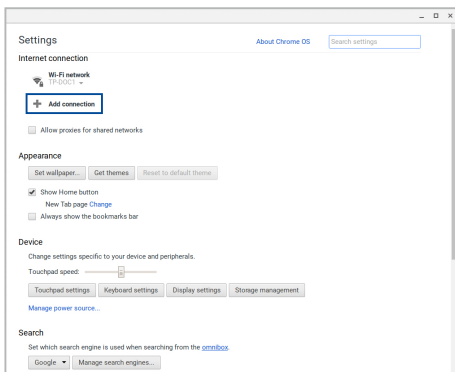 Settings
About Chrome OS
Search settings
Internet connection
Wi-Fi network
TP-DOC1
Add connection
Allow proxies for shared networks
Appearance
Set wallpaper... Get themes Reset to default theme
Show Home button
New Tab page Change
Always show the bookmarks bar
Device
Change settings specific to your device and peripherals.
Touchpad speed:
Touchpad settings Keyboard settings Display settings Storage management
Manage power source...
Search
Set which search engine is used when searching from the omnibox.
Google Manage search engines...